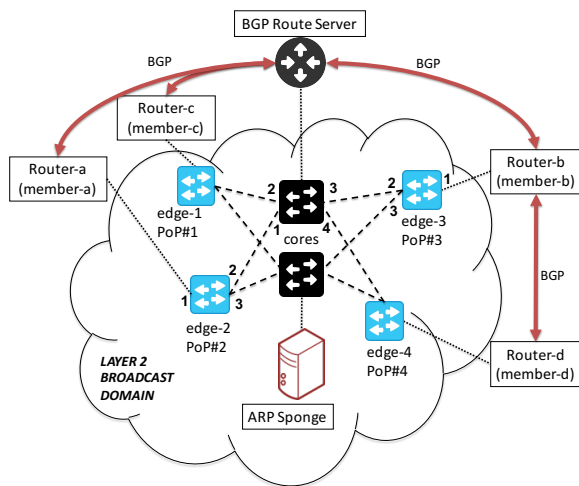 BGP Route Server
BGP
BGP
Router-c
(member-c)
Router-a
(member-a)
Router-b
(member-b)
edge-1
PoP#1
2
3
1
4
cores
2
1
3
edge-3
PoP#3
2
1
3
edge-2
PoP#2
BGP
edge-4
PoP#4
Router-d
(member-d)
LAYER 2
BROADCAST
DOMAIN
ARP Sponge